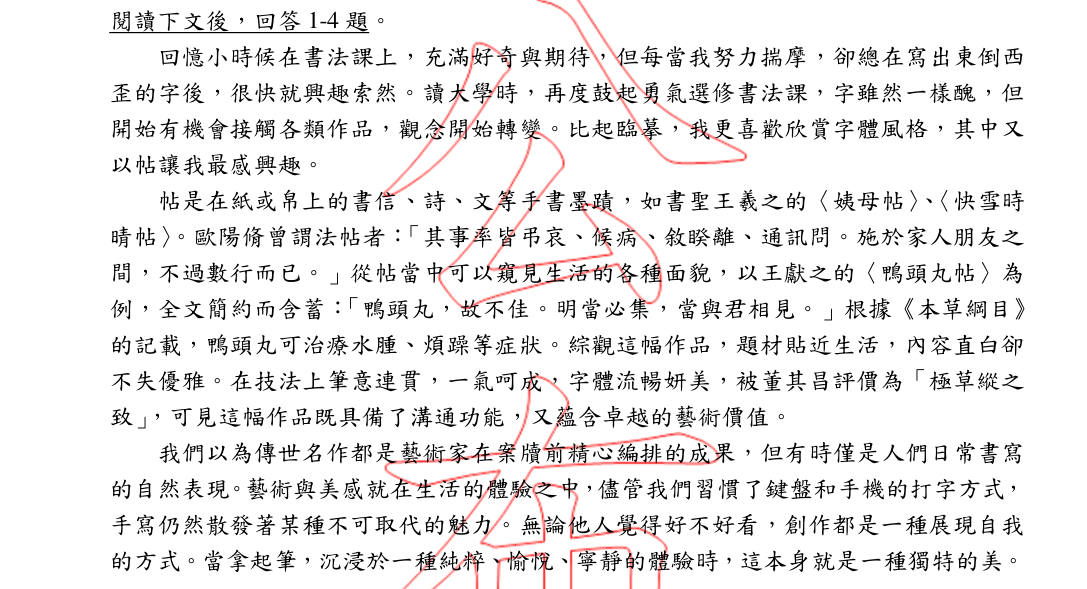 閱讀下文後，回答 1-4 題。
回憶小時候在書法課上，充滿好奇與期待，但每當我努力揣摩，卻總在寫出東倒西
歪的字後，很快就興趣索然。讀大學時，再度鼓起勇氣選修書法課，字雖然一樣醜，但
開始有機會接觸各類作品，觀念開始轉變。比起臨摹，我更喜歡欣賞字體風格，其中又
以帖讓我最感興趣。
帖是在紙或帛上的書信、詩、文等手書墨蹟，如書聖王羲之的〈姨母帖〉、〈快雪時
晴帖〉。歐陽脩曾謂法帖者：「其事率皆弔哀、候病、敘睽離、通訊問。施於家人朋友之
間，不過數行而已。」從帖當中可以窺見生活的各種面貌，以王獻之的〈鴨頭丸帖〉為
例，全文簡約而含蓄：「鴨頭丸，故不佳。明當必集，當與君相見。」根據《本草綱目》
的記載，鴨頭丸可治療水腫、煩躁等症狀。綜觀這幅作品，題材貼近生活，內容直白卻
不失優雅。在技法上筆意連貫，一氣呵成，字體流暢妍美，被董其昌評價為「極草縱之
致」，可見這幅作品既具備了溝通功能，又蘊含卓越的藝術價值。
我們以為傳世名作都是藝術家在案牘前精心編排的成果，但有時僅是人們日常書寫
的自然表現。藝術與美感就在生活的體驗之中，儘管我們習慣了鍵盤和手機的打字方式，
手寫仍然散發著某種不可取代的魅力。無論他人覺得好不好看，創作都是一種展現自我
的方式。當拿起筆，沉浸於一種純粹、愉悅、寧靜的體驗時，這本身就是一種獨特的美。
公